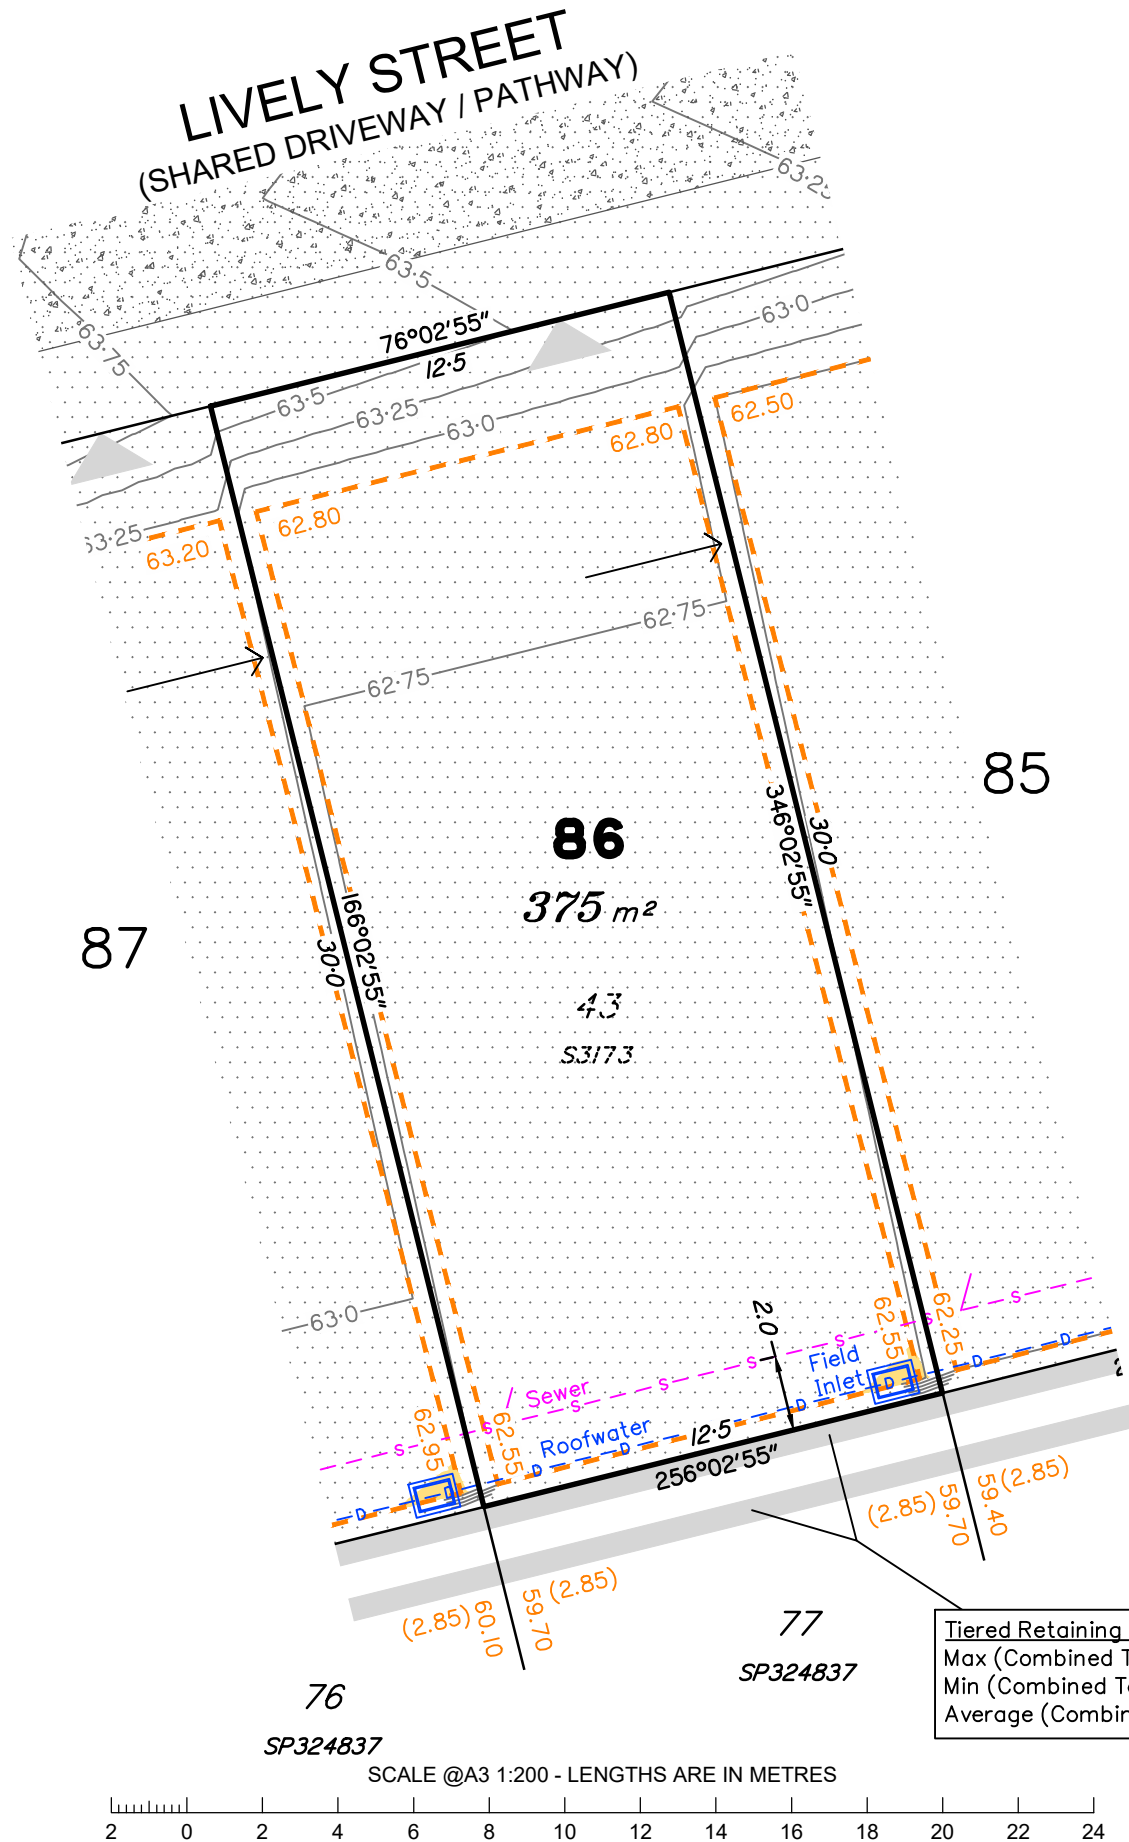 LIVELY STREET
(SHARED DRIVEWAY / PATHWAY)
63·25
63·5
63·75
76°02'55"
12·5
63·0
63·5
63·25
63·0
62.80
62.50
62.80
63·25
63.20
62·75
62·75
85
86
375 m²
346°02'55"
30·0
87
166°02'55"
30·0
43
S3173
63·0
2.0
62.55
62.25
Field
Inlet
S
S
S
S
S
S
S
Sewer
Roofwater
D
D
D
D
D
D
D
D
62.95
62.55
12·5
256°02'55"
(2.85)
59.70
59.40
(2.85)
(2.85)
60.10
59.70
(2.85)
77
SP324837
76
SP324837
Tiered Retaining
Max (Combined
Min (Combined
Average
SCALE @A3 1:200 - LENGTHS ARE IN METRES
2 0 2 4 6 8 10 12 14 16 18 20 22 24